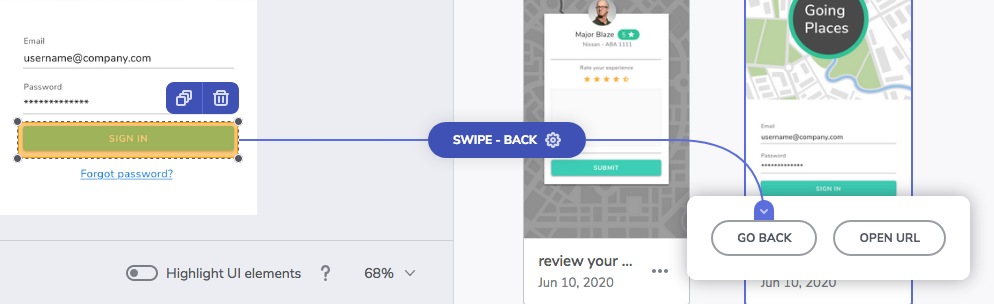 Email
username@company.com
Password
*************
SIGN IN
Forgot password?
Highlight UI elements
?
68%
SWIPE - BACK
Major Blaze 5 ★
Nissan - ABA 1111
Rate your experience
SUBMIT
review your ...
Jun 10, 2020
Going
Places
Email
username@company.com
Password
*************
SIGN IN
GO BACK
OPEN URL
Jun 10, 2020